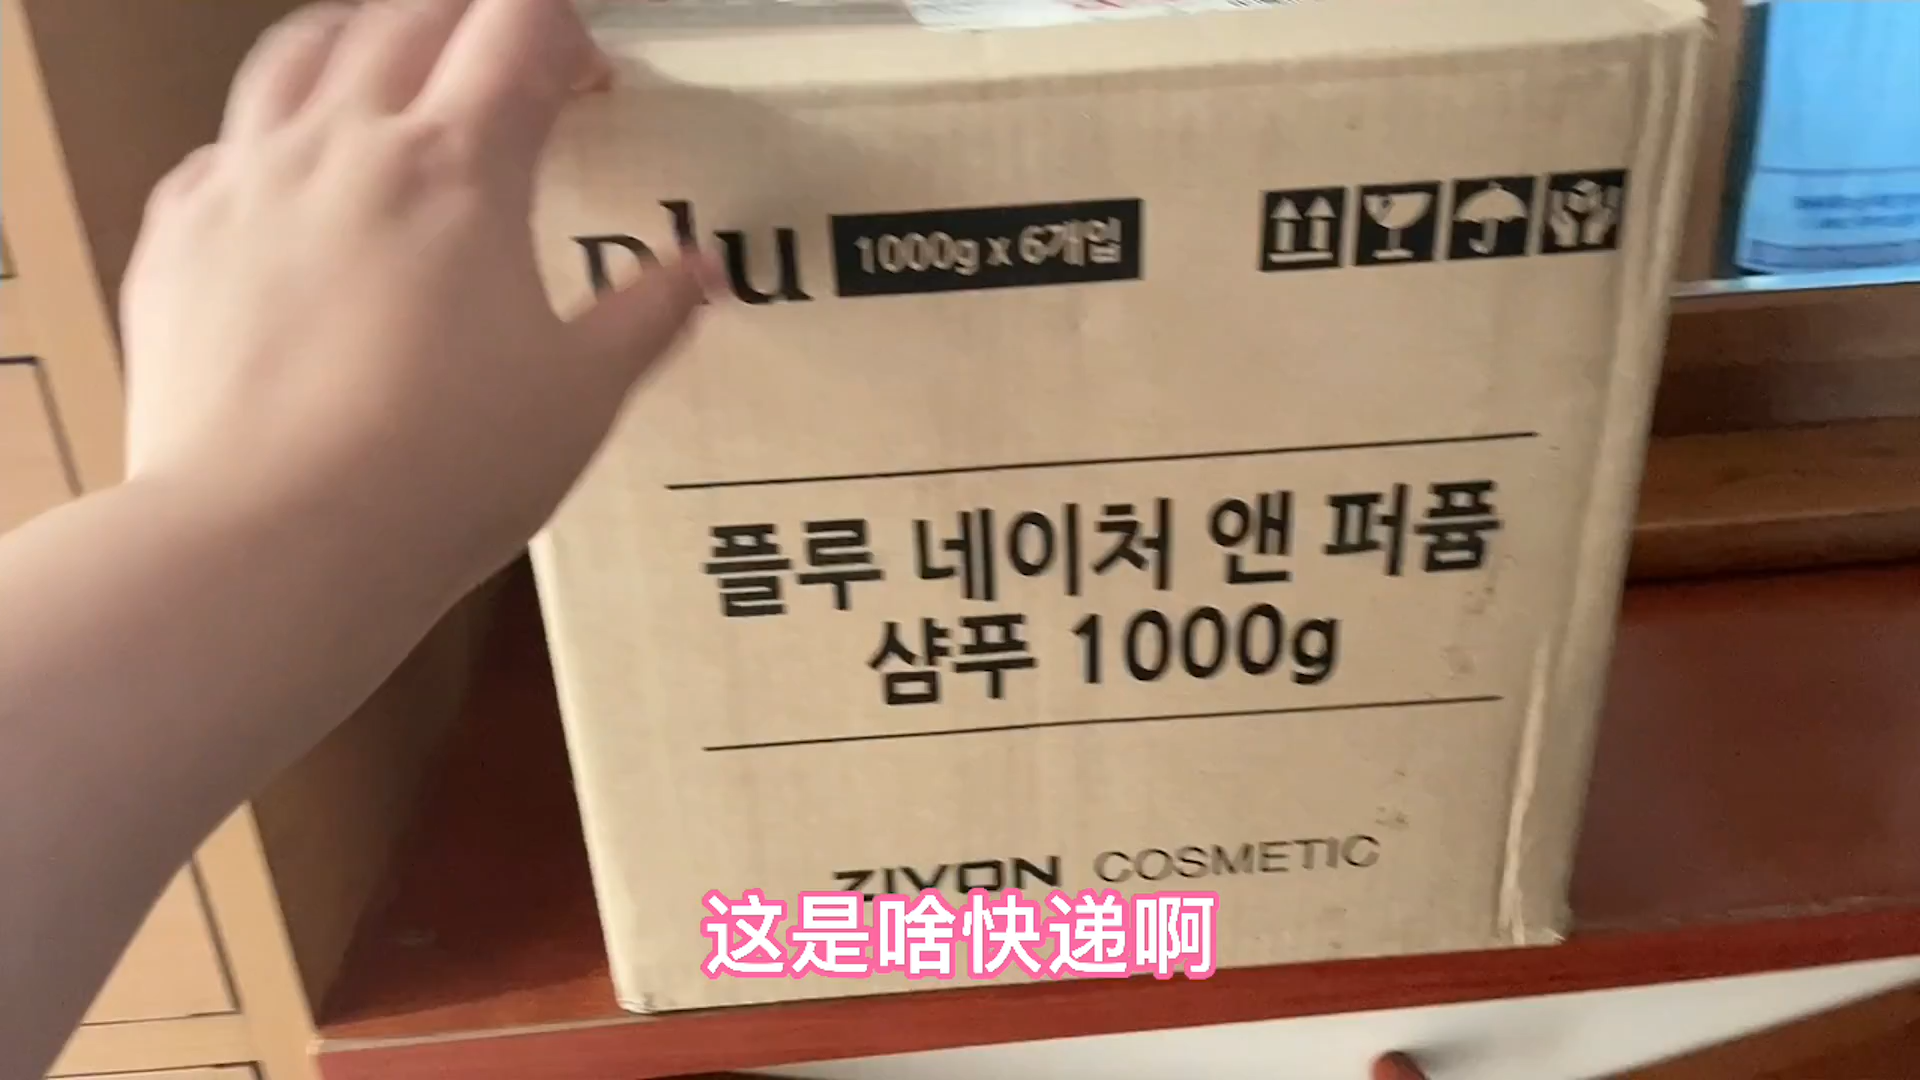 plu
1000g x 6개입
플루 네이처 앤 퍼퓸
샴푸 1000g
ZIYON COSMETIC
这是啥快递啊